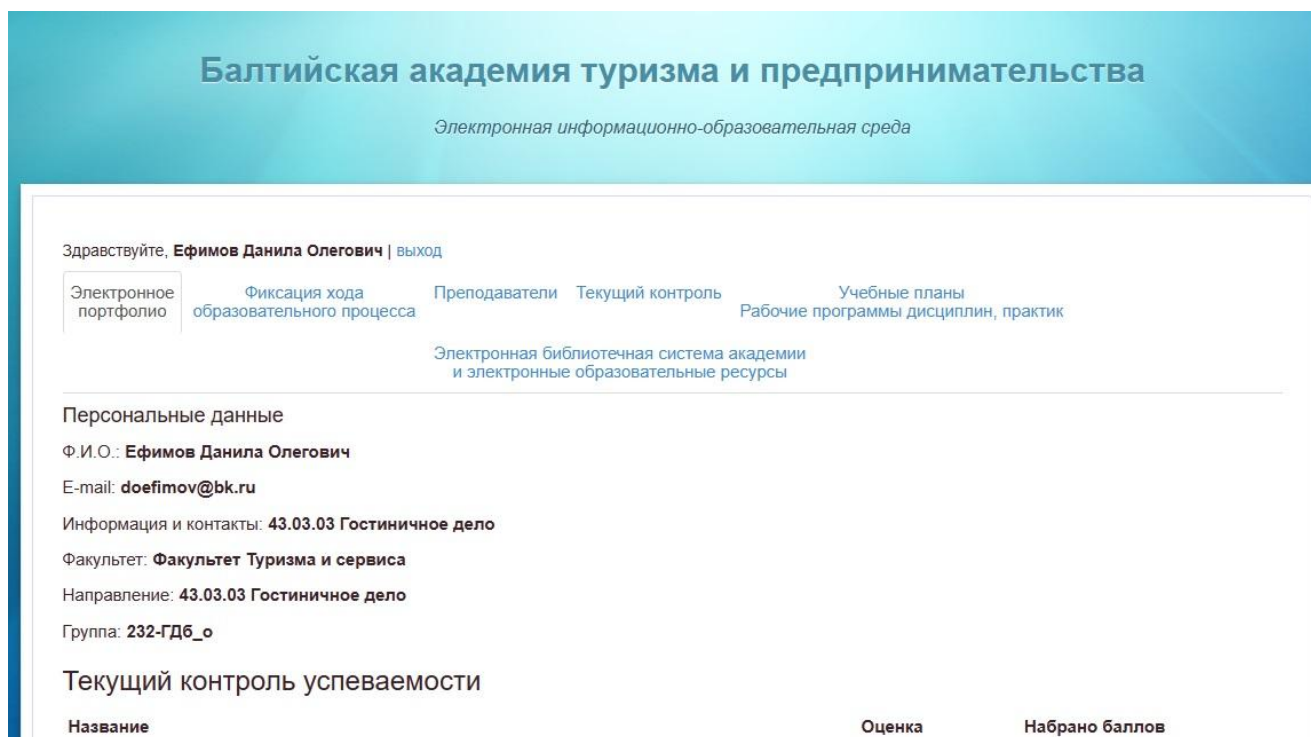 Балтийская академия туризма и предпринимательства
Электронная информационно-образовательная среда
Здравствуйте, Ефимов Данила Олегович | выход
Электронное портфолио
Фиксация хода образовательного процесса
Преподаватели
Текущий контроль
Учебные планы
Рабочие программы дисциплин, практик
Электронная библиотечная система академии
и электронные образовательные ресурсы
Персональные данные
Ф.И.О.: Ефимов Данила Олегович
E-mail: doefimov@bk.ru
Информация и контакты: 43.03.03 Гостиничное дело
Факультет: Факультет Туризма и сервиса
Направление: 43.03.03 Гостиничное дело
Группа: 232-ГДб_о
Текущий контроль успеваемости
Название Оценка Набрано баллов